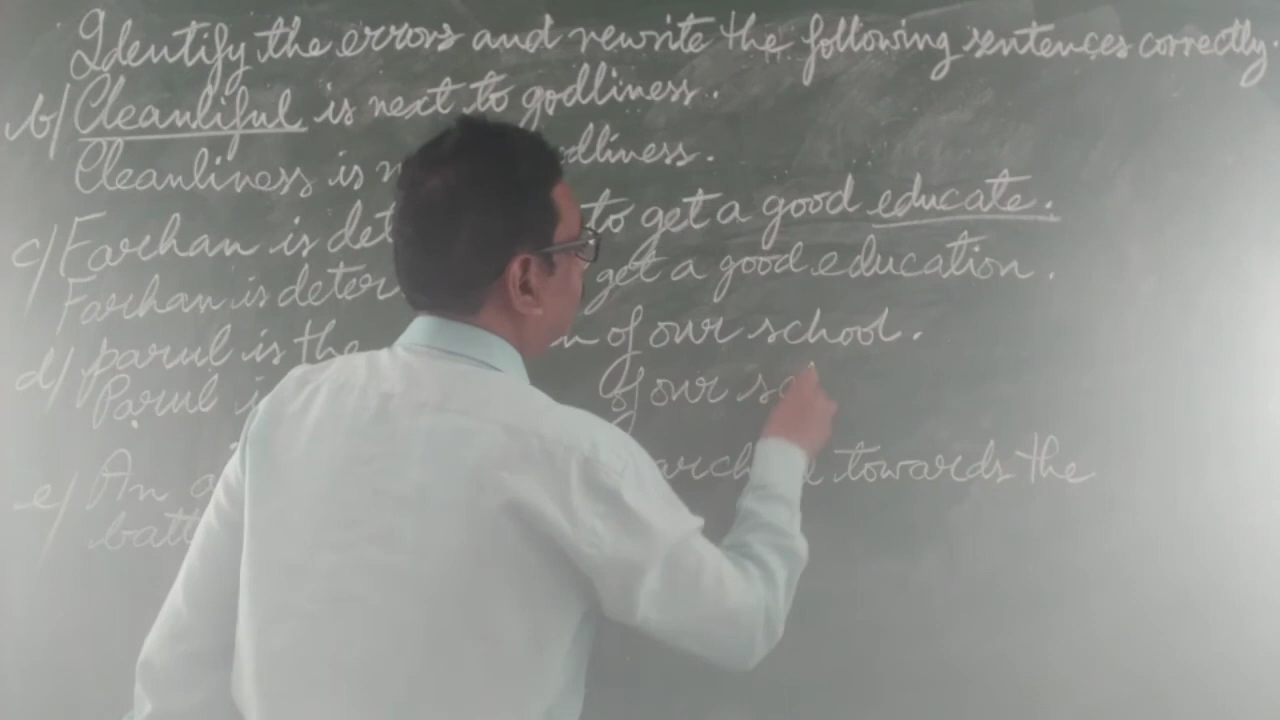 Identify the errors and rewrite the following sentences correctly.
b/ Cleanliful is next to godliness.
Cleanliness is dliness.
c/ Farhan is det to get a good educate.
Farhan is deter get a good education.
d/ parul is the n of our school.
Parul i of our sc
e/ An a arch towards the
batt